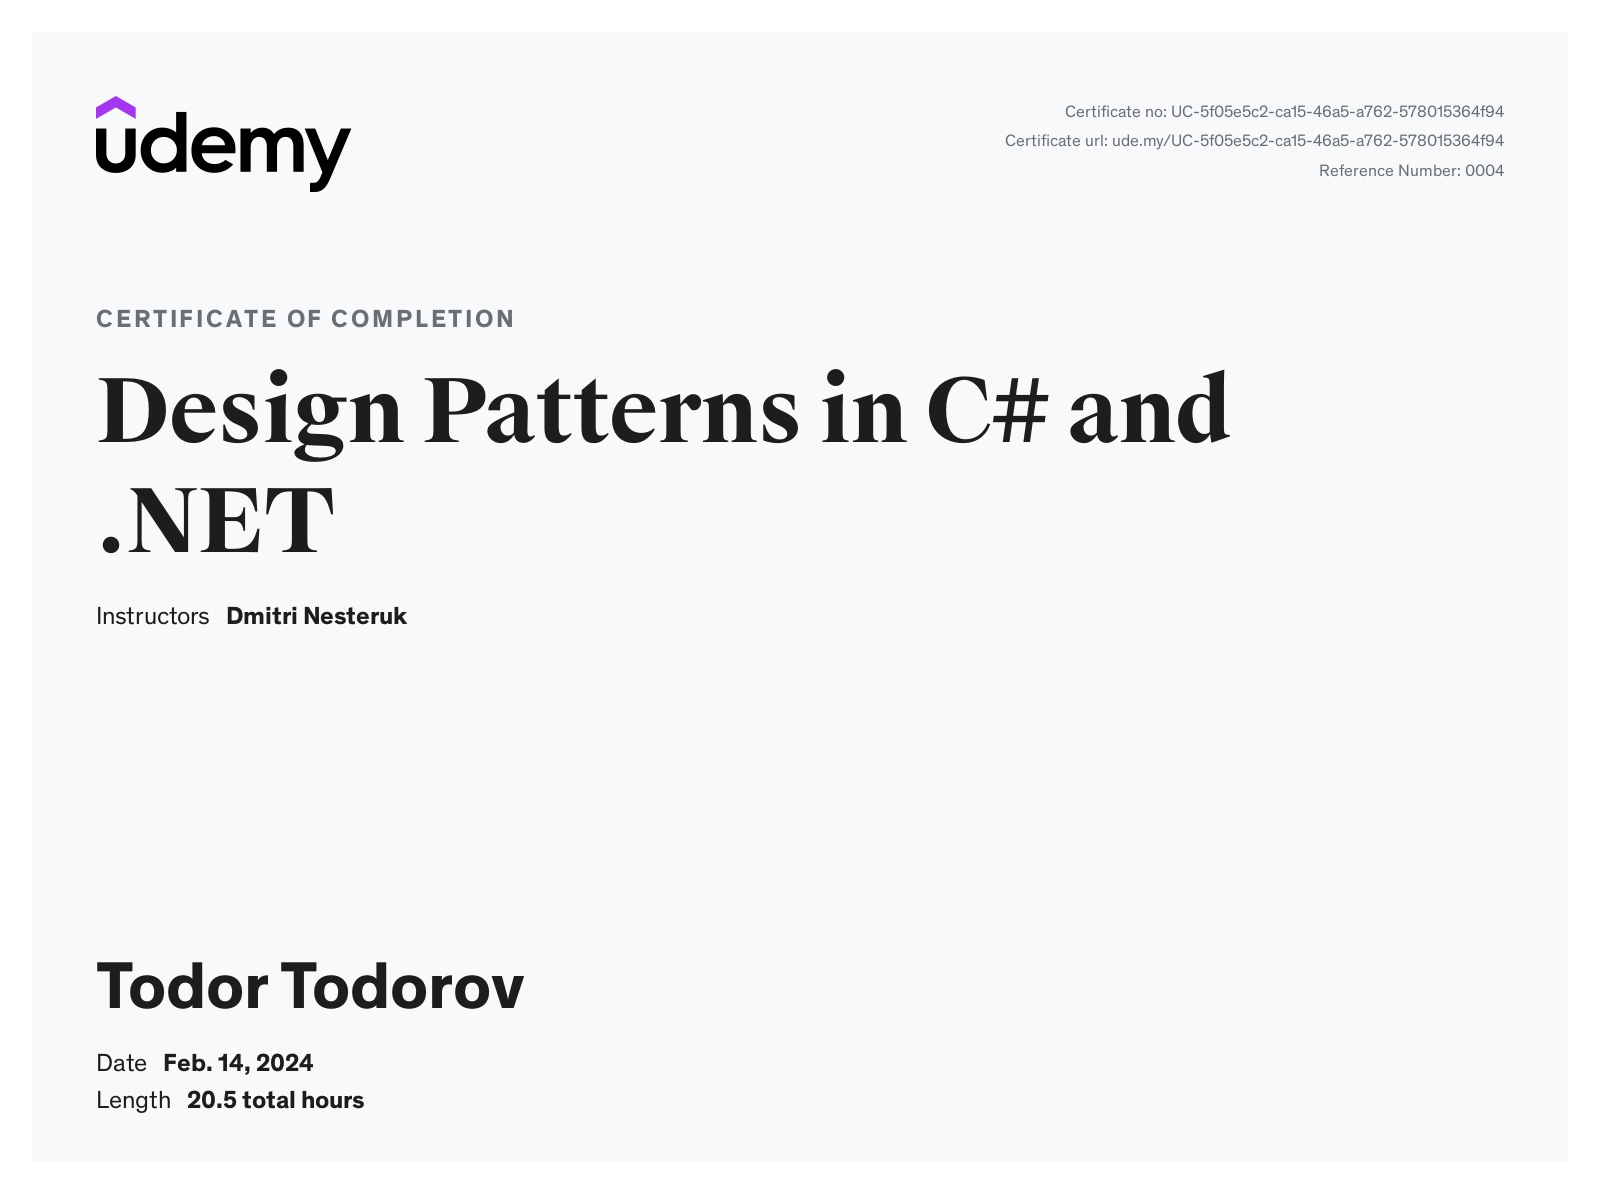 udemy
Certificate no: UC-5f05e5c2-ca15-46a5-a762-578015364f94
Certificate url: ude.my/UC-5f05e5c2-ca15-46a5-a762-578015364f94
Reference Number: 0004
CERTIFICATE OF COMPLETION
Design Patterns in C# and
.NET
Instructors Dmitri Nesteruk
Todor Todorov
Date Feb. 14, 2024
Length 20.5 total hours